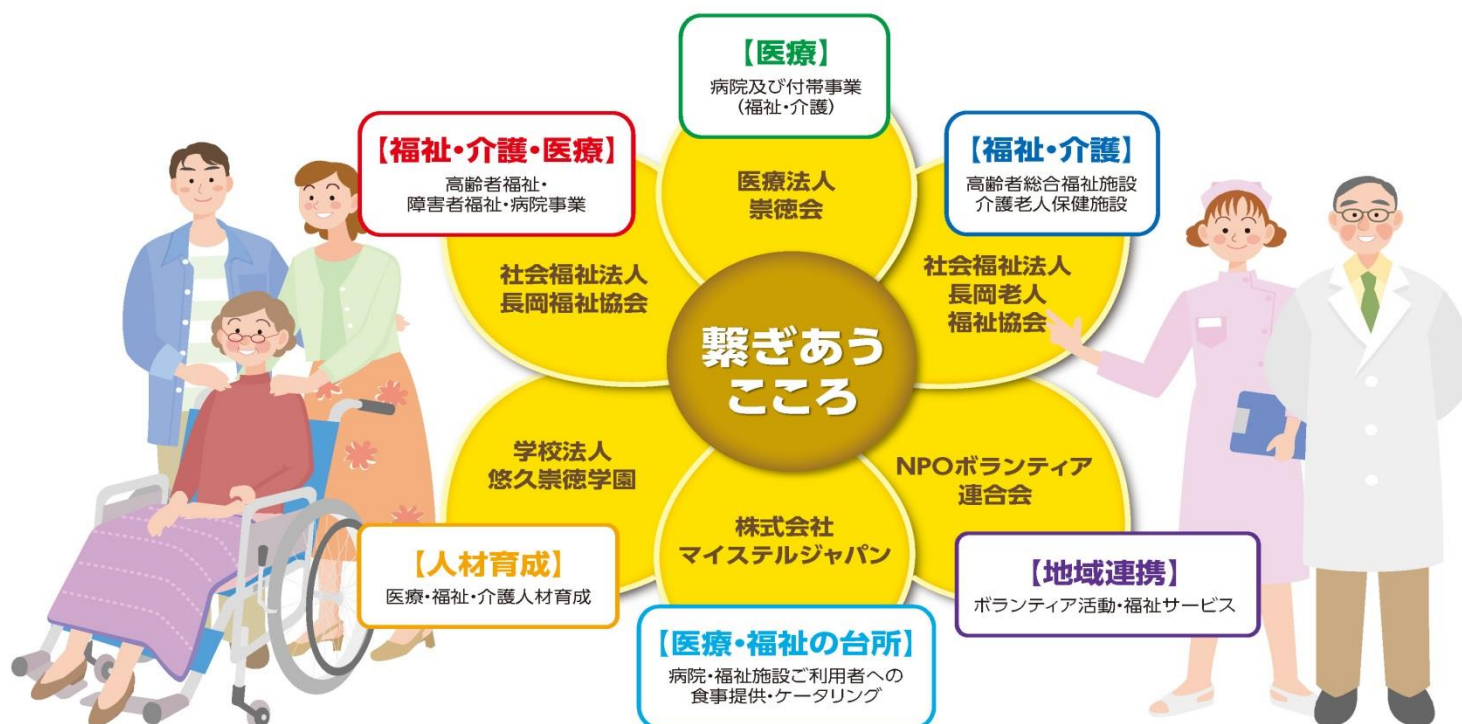 【医療】
病院及び付帯事業
(福祉・介護)
医療法人
崇徳会
【福祉・介護・医療】
高齢者福祉・
障害者福祉・病院事業
社会福祉法人
長岡福祉協会
【福祉・介護】
高齢者総合福祉施設
介護老人保健施設
社会福祉法人
長岡老人
福祉協会
繋ぎあう
こころ
学校法人
悠久崇徳学園
【人材育成】
医療・福祉・介護人材育成
株式会社
マイステルジャパン
【医療・福祉の台所】
病院・福祉施設ご利用者への
食事提供・ケータリング
NPOボランティア
連合会
【地域連携】
ボランティア活動・福祉サービス